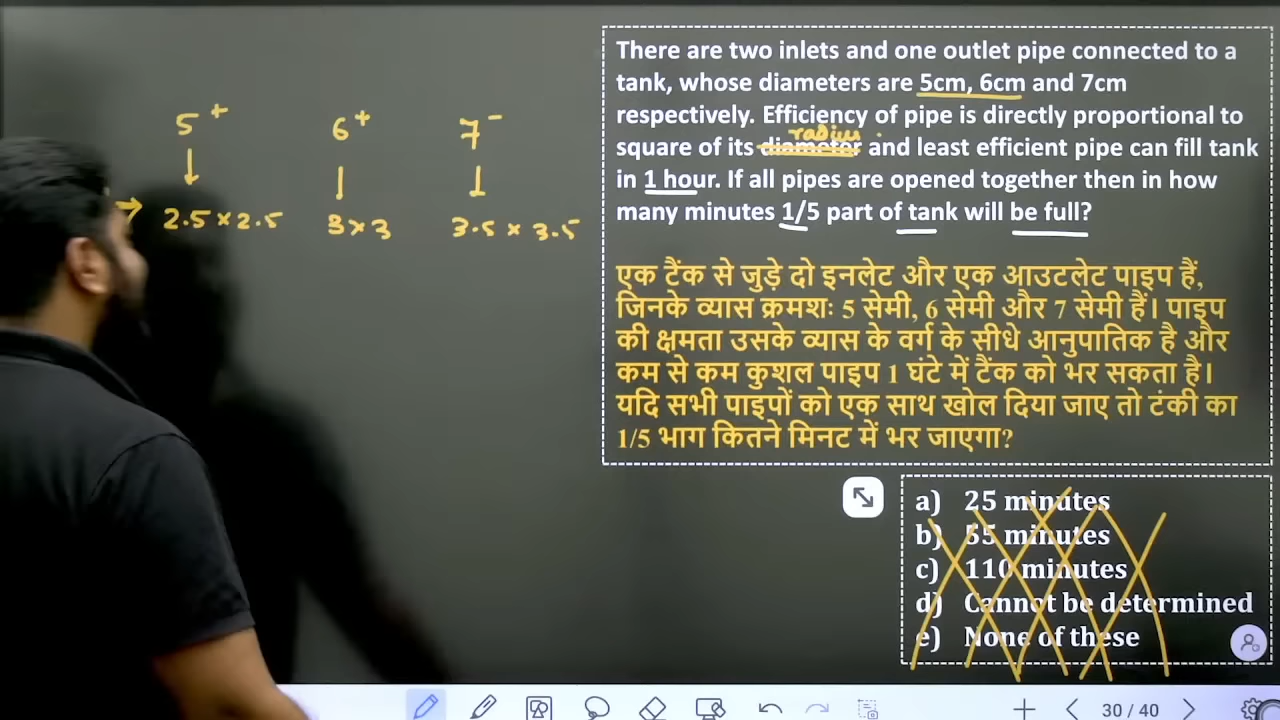 There are two inlets and one outlet pipe connected to a
tank, whose diameters are 5cm, 6cm and 7cm
respectively. Efficiency of pipe is directly proportional to
radius
square of its diameter and least efficient pipe can fill tank
in 1 hour. If all pipes are opened together then in how
many minutes 1/5 part of tank will be full?
एक टैंक से जुड़े दो इनलेट और एक आउटलेट पाइप हैं,
जिनके व्यास क्रमशः 5 सेमी, 6 सेमी और 7 सेमी हैं। पाइप
की क्षमता उसके व्यास के वर्ग के सीधे आनुपातिक है और
कम से कम कुशल पाइप 1 घंटे में टैंक को भर सकता है।
यदि सभी पाइपों को एक साथ खोल दिया जाए तो टंकी का
1/5 भाग कितने मिनट में भर जाएगा?
5+ 6+ 7-
2.5 × 2.5 3 × 3 3.5 × 3.5
a) 25 minutes
b) 55 minutes
c) 110 minutes
d) Cannot be determined
e) None of these
30 / 40